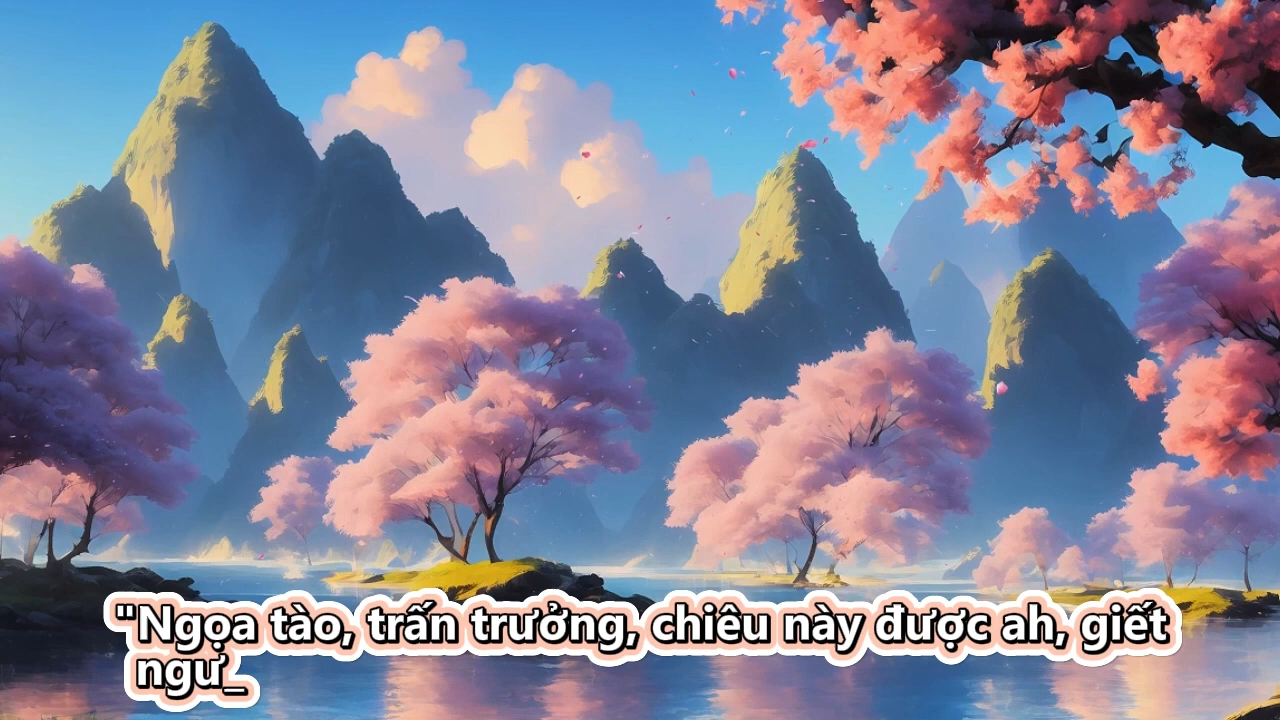 "Ngọa tào, trấn trưởng, chiêu này được ah, giết
ngư_